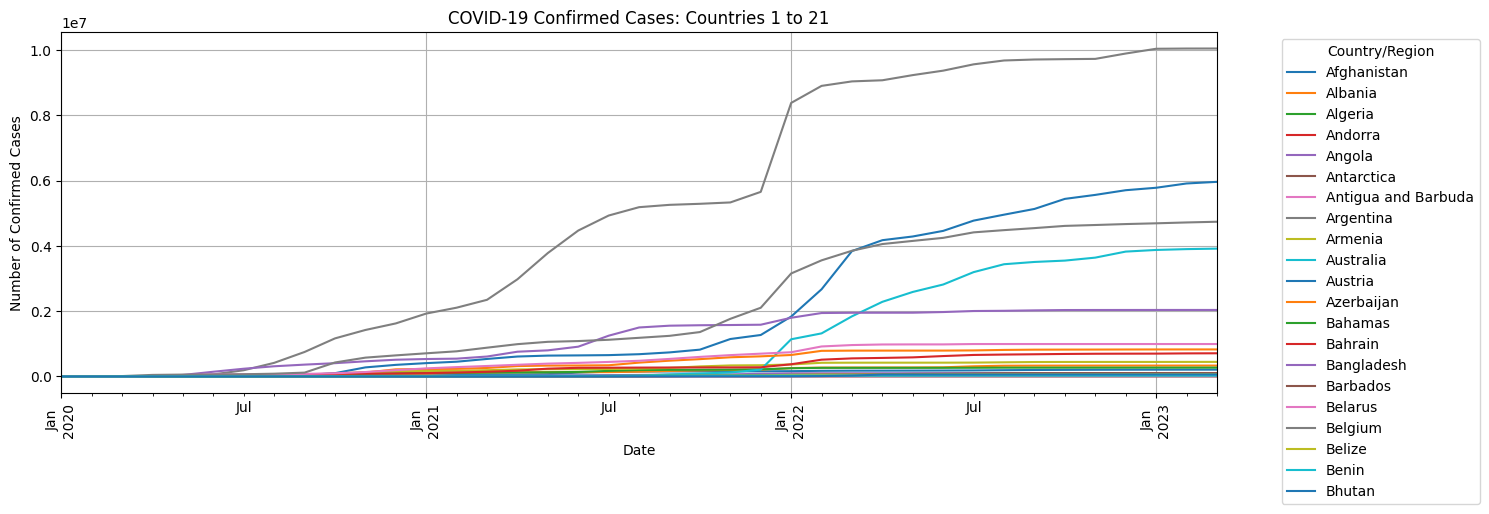 COVID-19 Confirmed Cases: Countries 1 to 21
1e7
1.0
0.8
0.6
0.4
0.2
0.0
Number of Confirmed Cases
Jan
2020
Jul
Jan
2021
Jul
Jan
2022
Jul
Jan
2023
Date
Country/Region
Afghanistan
Albania
Algeria
Andorra
Angola
Antarctica
Antigua and Barbuda
Argentina
Armenia
Australia
Austria
Azerbaijan
Bahamas
Bahrain
Bangladesh
Barbados
Belarus
Belgium
Belize
Benin
Bhutan